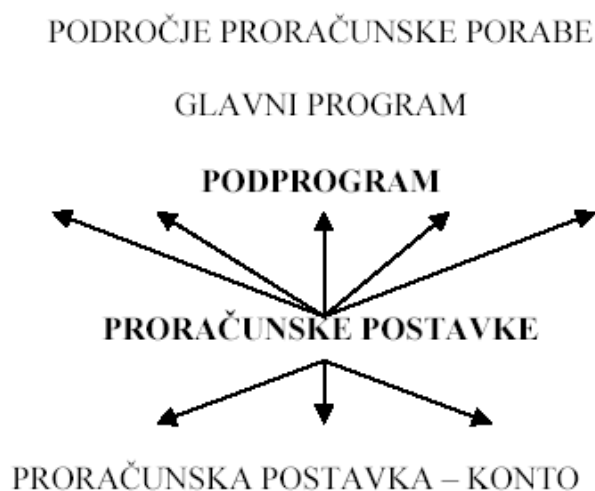 PODROČJE PRORAČUNSKE PORABE
GLAVNI PROGRAM
PODPROGRAM
PRORAČUNSKE POSTAVKE
PRORAČUNSKA POSTAVKA – KONTO